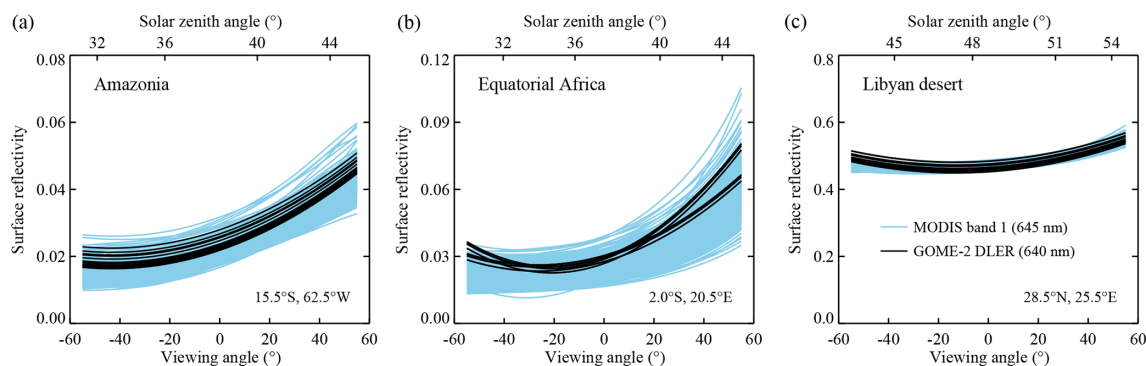 (a)
Solar zenith angle (°)
32 36 40 44
0.08
0.06
0.04
0.02
0.00
Surface reflectivity
Amazonia
15.5°S, 62.5°W
-60 -40 -20 0 20 40 60
Viewing angle (°)
(b)
Solar zenith angle (°)
33 37 41 45
0.12
0.09
0.06
0.03
0.00
Surface reflectivity
Equatorial Africa
2.0°S, 20.5°E
-60 -40 -20 0 20 40 60
Viewing angle (°)
(c)
Solar zenith angle (°)
45 48 51 54
0.8
0.6
0.4
0.2
0.0
Surface reflectivity
Libyan desert
MODIS band 1 (645 nm)
GOME-2 DLER (640 nm)
28.5°N, 25.5°E
-60 -40 -20 0 20 40 60
Viewing angle (°)